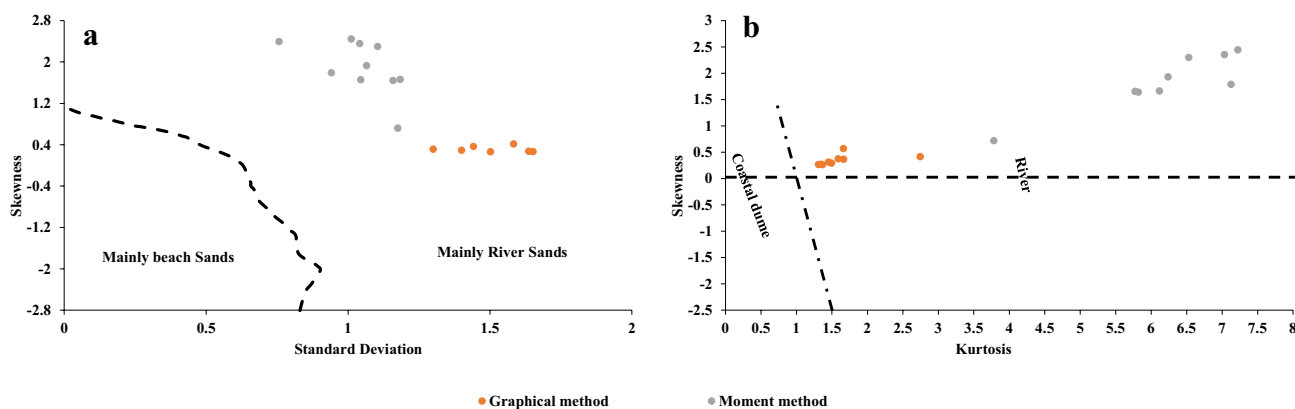 a
2.8
2
1.2
0.4
-0.4
-1.2
-2
-2.8
Skewness
0
0.5
1
1.5
2
Standard Deviation
Mainly beach Sands
Mainly River Sands
b
3
2.5
2
1.5
1
0.5
0
-0.5
-1
-1.5
-2
-2.5
Skewness
0 0.5 1 1.5 2 2.5 3 3.5 4 4.5 5 5.5 6 6.5 7 7.5 8
Kurtosis
Coastal dume
River
Graphical method
Moment method